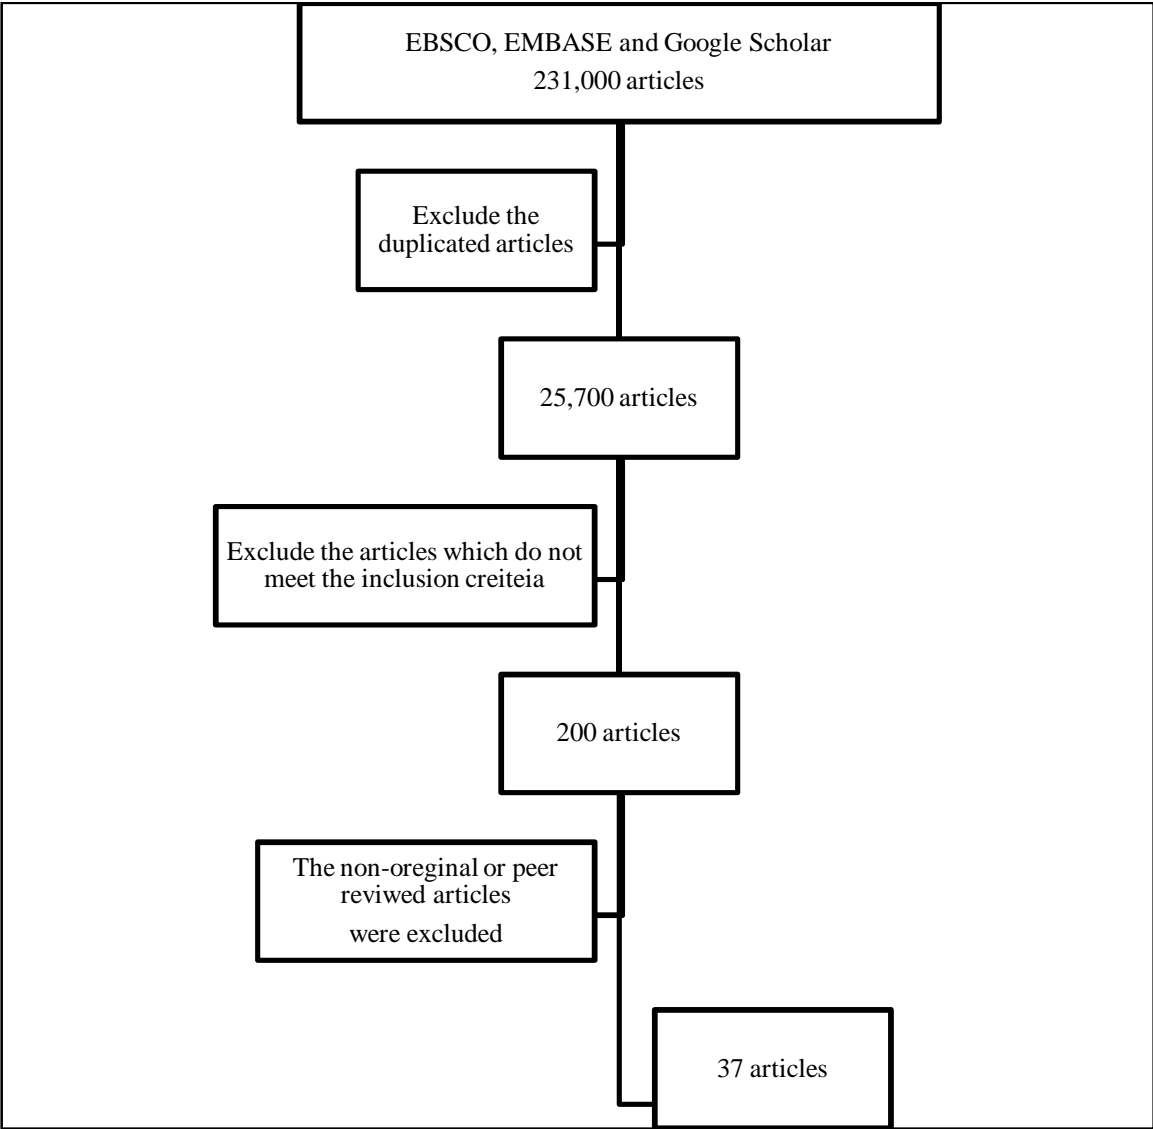 EBSCO, EMBASE and Google Scholar
231,000 articles
Exclude the
duplicated articles
25,700 articles
Exclude the articles which do not
meet the inclusion creiteia
200 articles
The non-oreginal or peer
reviwed articles
were excluded
37 articles